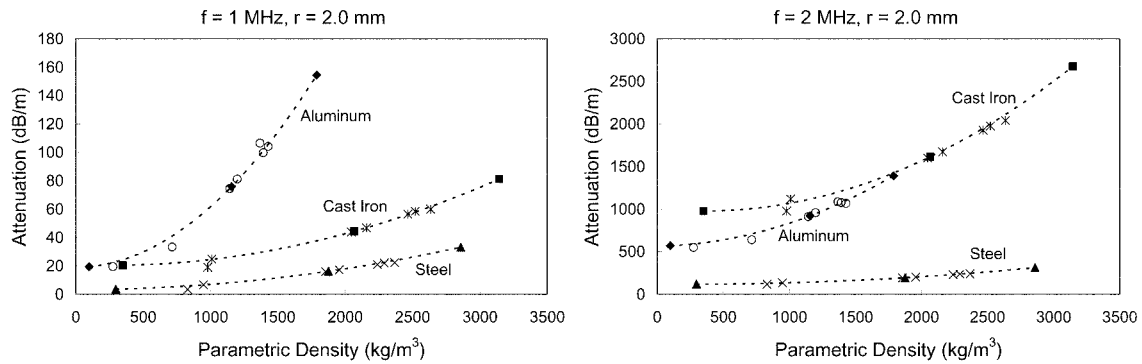 f = 1 MHz, r = 2.0 mm
180
160
140
120
100
80
60
40
20
0
Attenuation (dB/m)
Aluminum
Cast Iron
Steel
0 500 1000 1500 2000 2500 3000 3500
Parametric Density (kg/m³)
f = 2 MHz, r = 2.0 mm
3000
2500
2000
1500
1000
500
0
Attenuation (dB/m)
Cast Iron
Aluminum
Steel
0 500 1000 1500 2000 2500 3000 3500
Parametric Density (kg/m³)